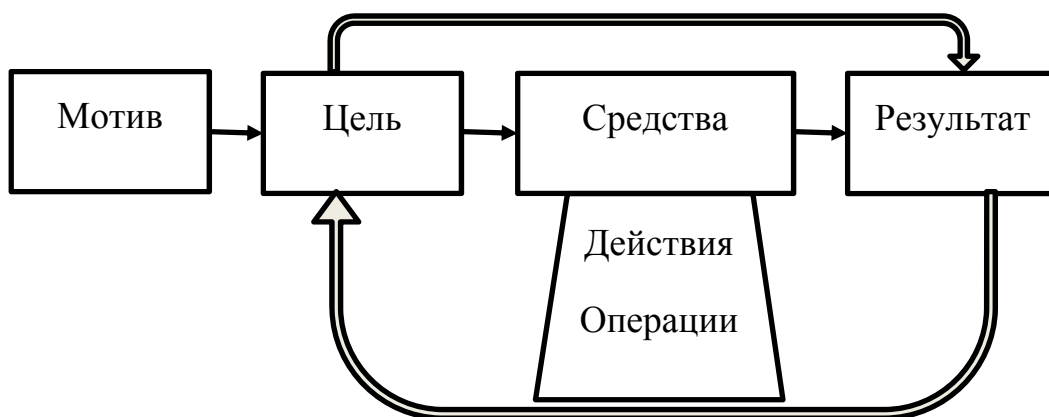 Мотив
Цель
Средства
Результат
Действия
Операции